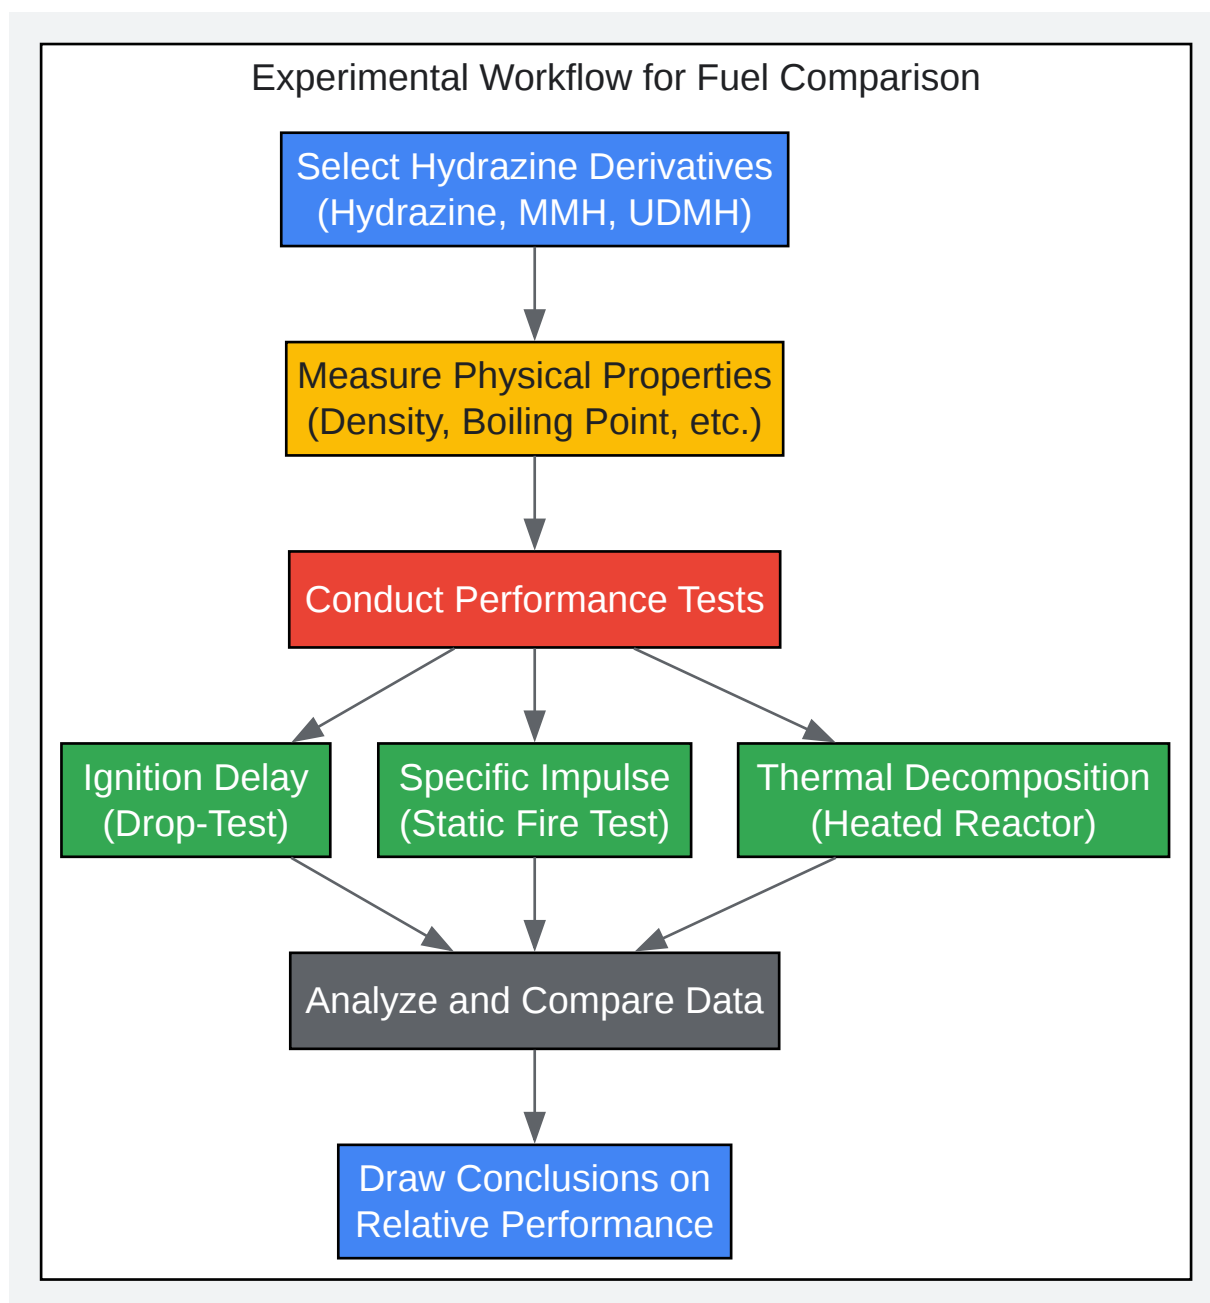 Experimental Workflow for Fuel Comparison
Select Hydrazine Derivatives
(Hydrazine, MMH, UDMH)
Measure Physical Properties
(Density, Boiling Point, etc.)
Conduct Performance Tests
Ignition Delay
(Drop-Test)
Specific Impulse
(Static Fire Test)
Thermal Decomposition
(Heated Reactor)
Analyze and Compare Data
Draw Conclusions on
Relative Performance